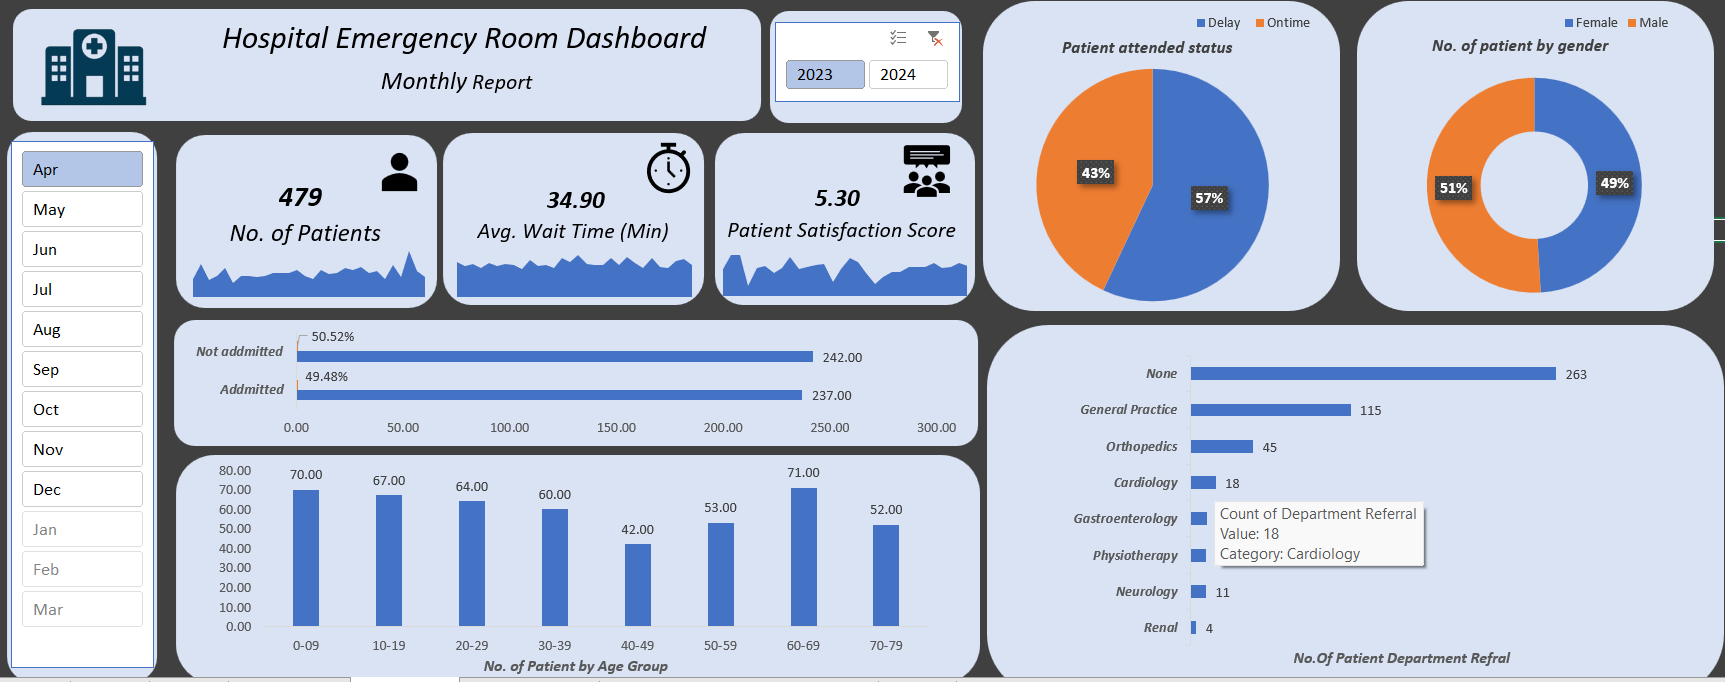 Hospital Emergency Room Dashboard
Monthly Report
2023
2024
Delay
Ontime
Patient attended status
43%
57%
Female
Male
No. of patient by gender
51%
49%
Apr
May
Jun
Jul
Aug
Sep
Oct
Nov
Dec
Jan
Feb
Mar
479
No. of Patients
34.90
Avg. Wait Time (Min)
5.30
Patient Satisfaction Score
50.52%
Not addmitted
242.00
49.48%
Addmitted
237.00
0.00 50.00 100.00 150.00 200.00 250.00 300.00
80.00
70.00
60.00
50.00
40.00
30.00
20.00
10.00
0.00
70.00 67.00 64.00 60.00 42.00 53.00 71.00 52.00
0-09 10-19 20-29 30-39 40-49 50-59 60-69 70-79
No. of Patient by Age Group
None 263
General Practice 115
Orthopedics 45
Cardiology 18
Gastroenterology
Physiotherapy
Neurology 11
Renal 4
Count of Department Referral
Value: 18
Category: Cardiology
No.Of Patient Department Refral